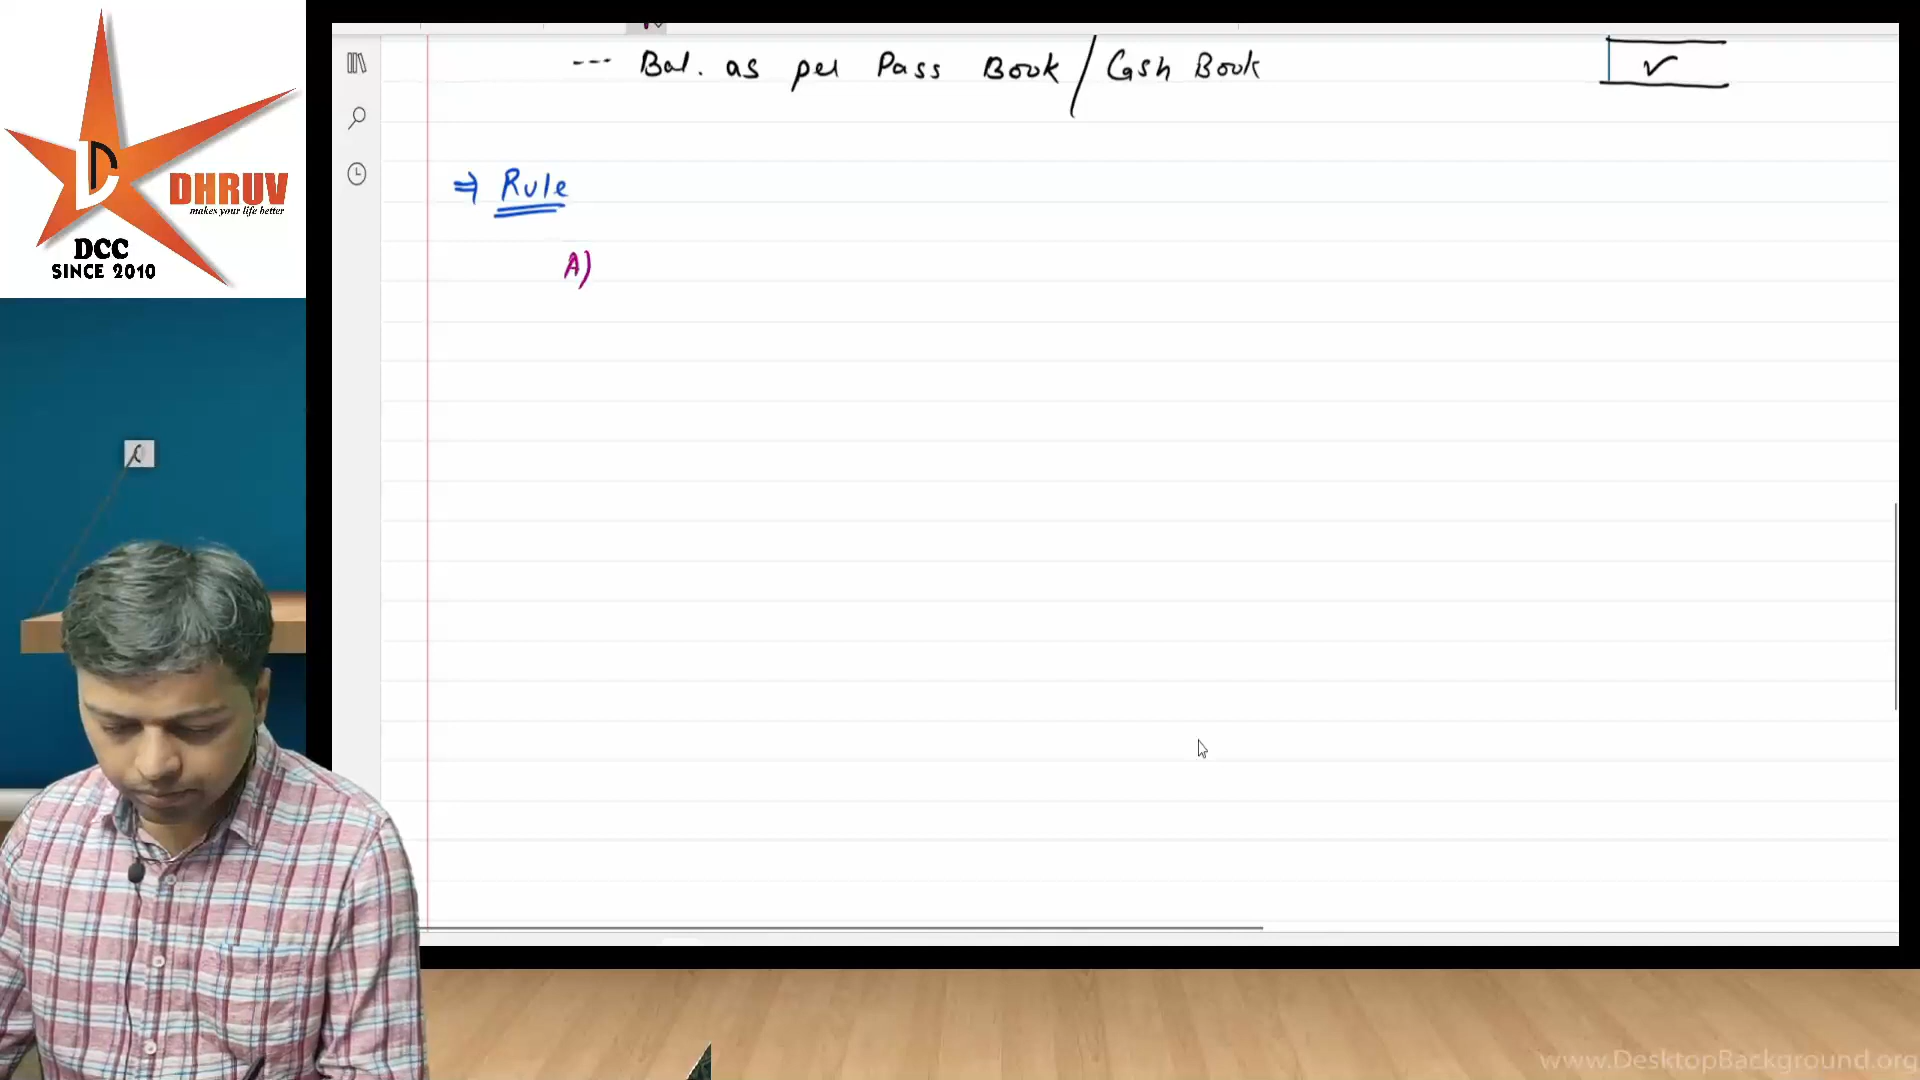 --- Bal. as per Pass Book / Cash Book ✓
⇒ Rule
A)
DHRUV
makes your life better
DCC
SINCE 2010
www.DesktopBackground.org